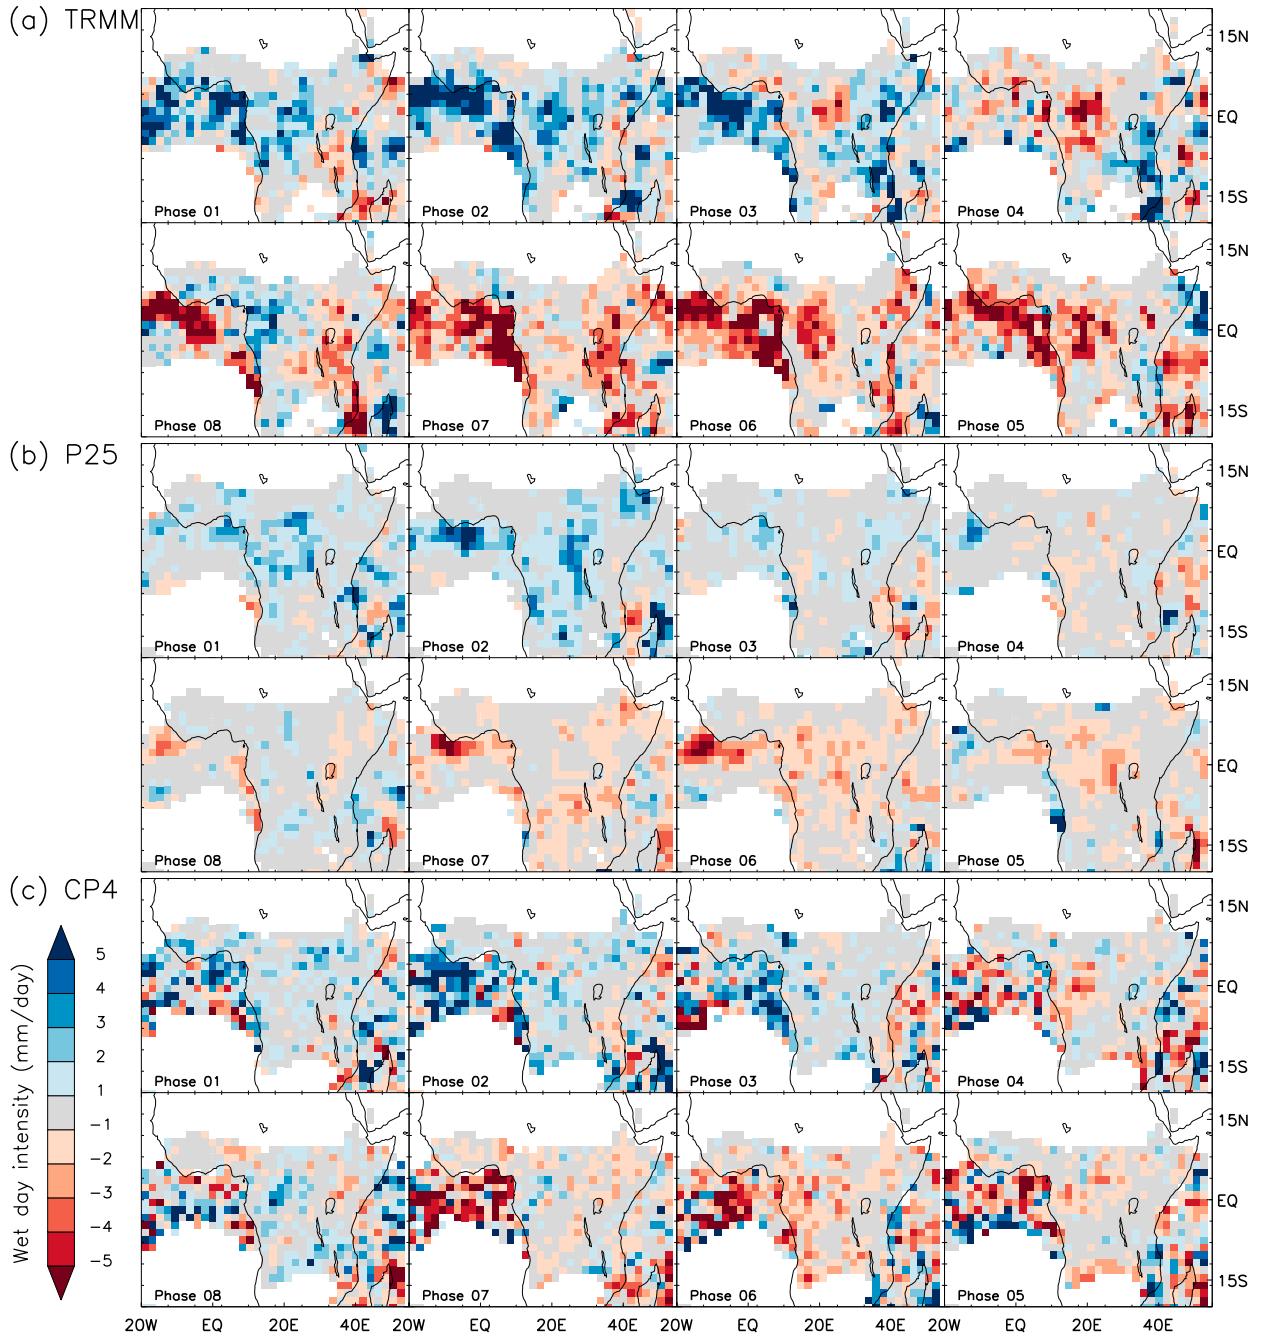 (a) TRMM
Phase 01
Phase 02
Phase 03
Phase 04
15N
EQ
15S
Phase 08
Phase 07
Phase 06
Phase 05
15N
EQ
15S
(b) P25
Phase 01
Phase 02
Phase 03
Phase 04
15N
EQ
15S
Phase 08
Phase 07
Phase 06
Phase 05
15N
EQ
15S
(c) CP4
Phase 01
Phase 02
Phase 03
Phase 04
15N
EQ
15S
Phase 08
Phase 07
Phase 06
Phase 05
15N
EQ
15S
Wet day intensity (mm/day)
5
4
3
2
1
-1
-2
-3
-4
-5
20W EQ 20E 40E 20W EQ 20E 40E 20W EQ 20E 40E 20W EQ 20E 40E